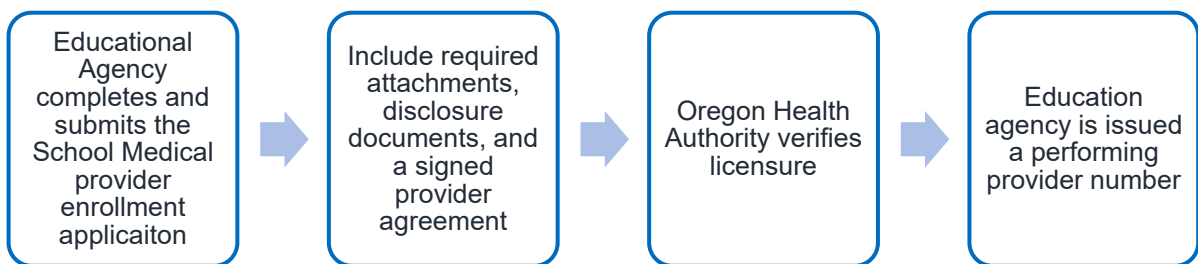 Educational
Agency
completes and
submits the
School Medical
provider
enrollment
applicaiton
Include required
attachments,
disclosure
documents, and
a signed
provider
agreement
Oregon Health
Authority verifies
licensure
Education
agency is issued
a performing
provider number